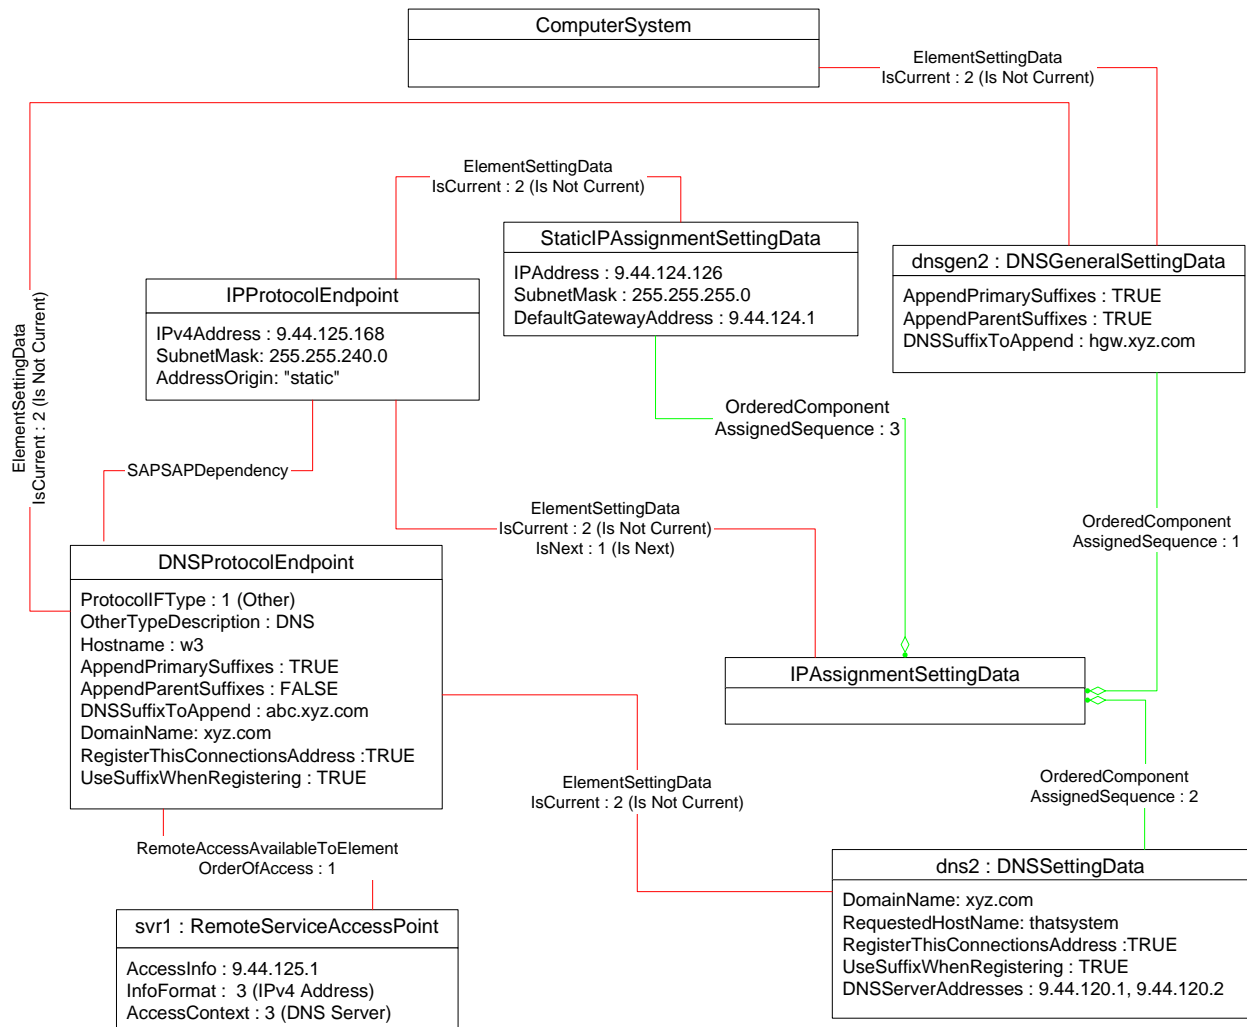 ComputerSystem
ElementSettingData
IsCurrent : 2 (Is Not Current)
ElementSettingData
IsCurrent : 2 (Is Not Current)
StaticIPAssignmentSettingData
IPAddress : 9.44.124.126
SubnetMask : 255.255.255.0
DefaultGatewayAddress : 9.44.124.1
dnsgen2 : DNSGeneralSettingData
AppendPrimarySuffixes : TRUE
AppendParentSuffixes : TRUE
DNSSuffixToAppend : hgw.xyz.com
IPProtocolEndpoint
IPv4Address : 9.44.125.168
SubnetMask: 255.255.240.0
AddressOrigin: "static"
ElementSettingData
IsCurrent : 2 (Is Not Current)
OrderedComponent
AssignedSequence : 3
SAPSAPDependency
ElementSettingData
IsCurrent : 2 (Is Not Current)
IsNext : 1 (Is Next)
OrderedComponent
AssignedSequence : 1
DNSProtocolEndpoint
ProtocolIFType : 1 (Other)
OtherTypeDescription : DNS
Hostname : w3
AppendPrimarySuffixes : TRUE
AppendParentSuffixes : FALSE
DNSSuffixToAppend : abc.xyz.com
DomainName: xyz.com
RegisterThisConnectionsAddress :TRUE
UseSuffixWhenRegistering : TRUE
IPAssignmentSettingData
ElementSettingData
IsCurrent : 2 (Is Not Current)
OrderedComponent
AssignedSequence : 2
RemoteAccessAvailableToElement
OrderOfAccess : 1
dns2 : DNSSettingData
DomainName: xyz.com
RequestedHostName: thatsystem
RegisterThisConnectionsAddress :TRUE
UseSuffixWhenRegistering : TRUE
DNSServerAddresses : 9.44.120.1, 9.44.120.2
svr1 : RemoteServiceAccessPoint
AccessInfo : 9.44.125.1
InfoFormat :  3 (IPv4 Address)
AccessContext : 3 (DNS Server)